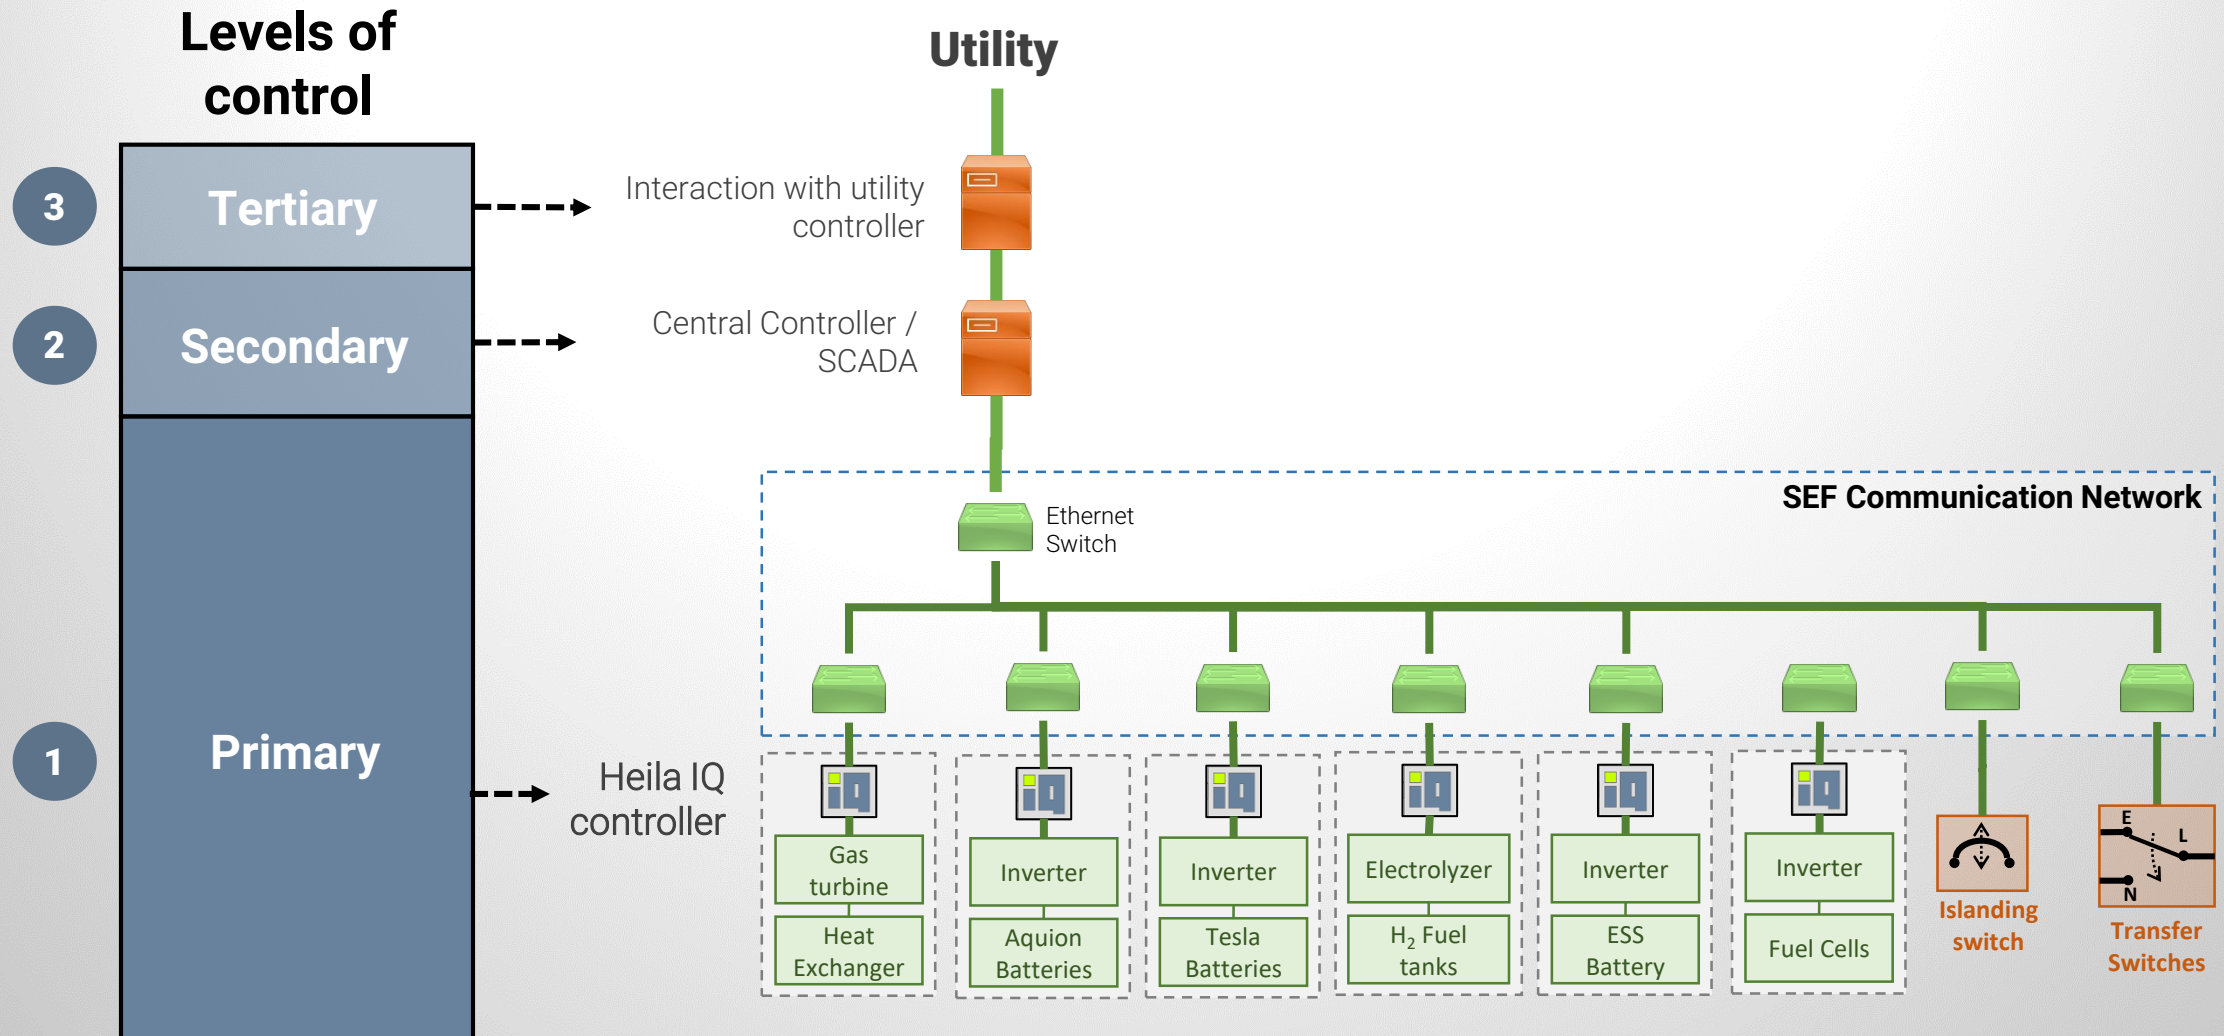 Levels of
control
Utility
3
Tertiary
Interaction with utility
controller
2
Secondary
Central Controller /
SCADA
SEF Communication Network
Ethernet
Switch
1
Primary
Heila IQ
controller
Gas
turbine
Heat
Exchanger
Inverter
Aquion
Batteries
Inverter
Tesla
Batteries
Electrolyzer
H₂ Fuel
tanks
Inverter
ESS
Battery
Inverter
Fuel Cells
Islanding
switch
E
L
N
Transfer
Switches